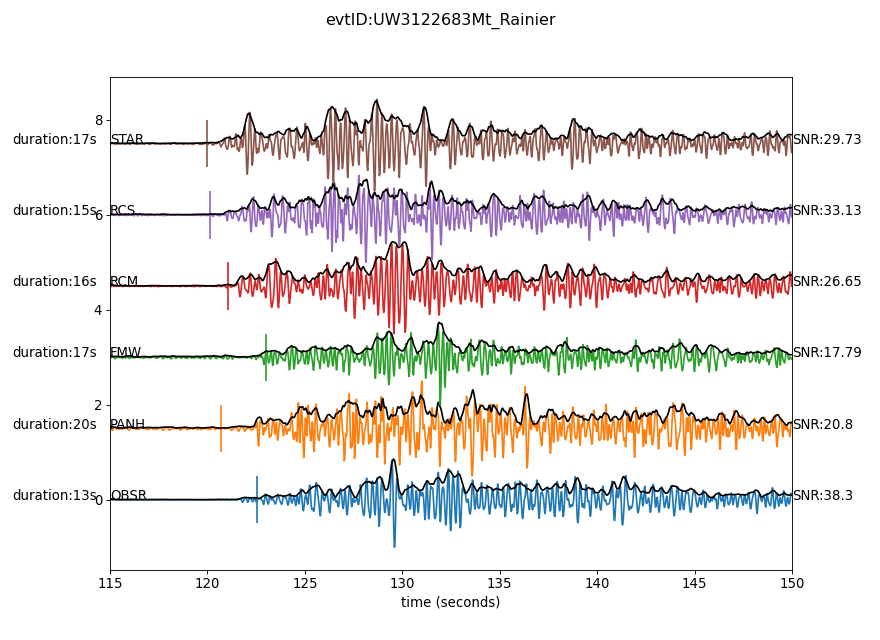 evtID:UW3122683Mt_Rainier
8
duration:17s STAR SNR:29.73
duration:15s RCS SNR:33.13
6
duration:16s RCM SNR:26.65
4
duration:17s FMW SNR:17.79
2
duration:20s PANH SNR:20.8
duration:13s OBSR SNR:38.3
0
115 120 125 130 135 140 145 150
time (seconds)